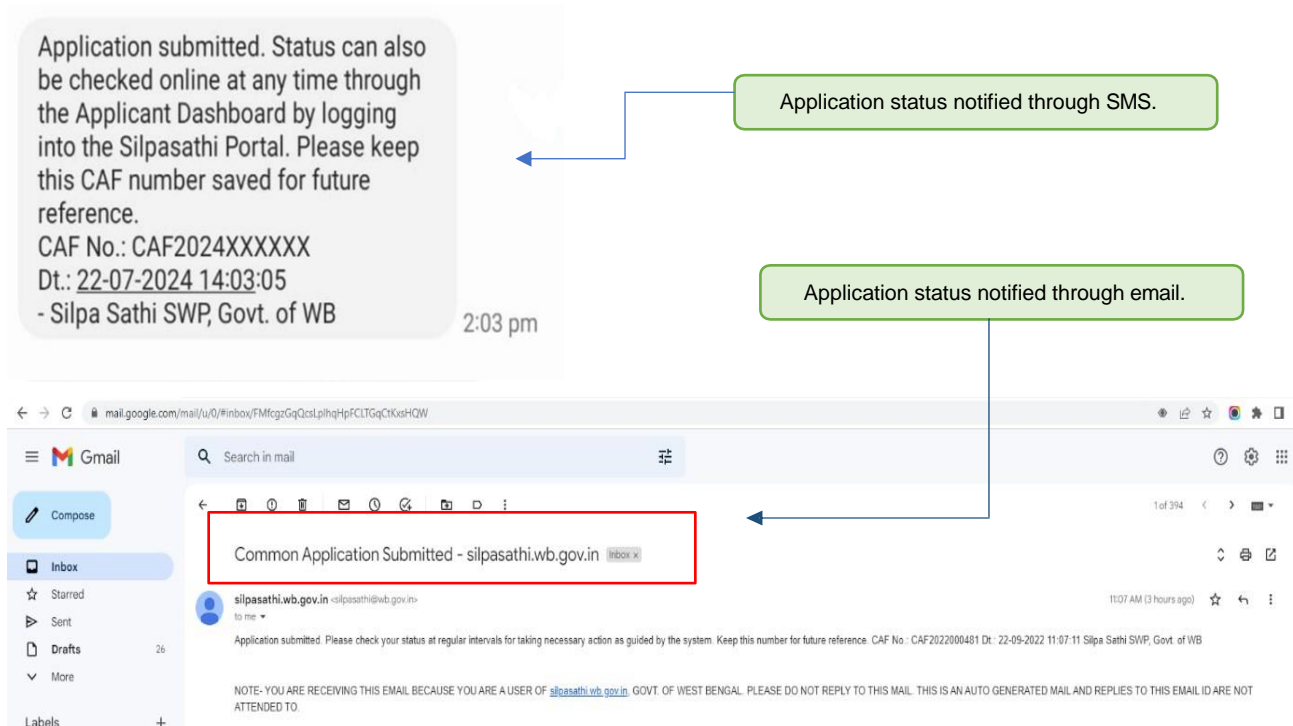 Application submitted. Status can also
be checked online at any time through
the Applicant Dashboard by logging
into the Silpasathi Portal. Please keep
this CAF number saved for future
reference.
CAF No.: CAF2024XXXXXX
Dt.: 22-07-2024 14:03:05
- Silpa Sathi SWP, Govt. of WB
2:03 pm
Application status notified through SMS.
Application status notified through email.
mail.google.com/mail/u/0/#inbox/FMfcgzGqQcsLplhqHpFCLTGqCtKxsHQW
Gmail
Search in mail
Compose
1 of 394
Common Application Submitted - silpasathi.wb.gov.in Inbox x
Inbox
Starred
silpasathi.wb.gov.in <silpasathi@wb.gov.in>
11:07 AM (3 hours ago)
to me
Sent
Application submitted. Please check your status at regular intervals for taking necessary action as guided by the system. Keep this number for future reference. CAF No.: CAF2022000481 Dt.: 22-09-2022 11:07:11 Silpa Sathi SWP, Govt. of WB
Drafts 26
More
NOTE- YOU ARE RECEIVING THIS EMAIL BECAUSE YOU ARE A USER OF silpasathi.wb.gov.in, GOVT. OF WEST BENGAL. PLEASE DO NOT REPLY TO THIS MAIL. THIS IS AN AUTO GENERATED MAIL AND REPLIES TO THIS EMAIL ID ARE NOT
ATTENDED TO.
Labels +